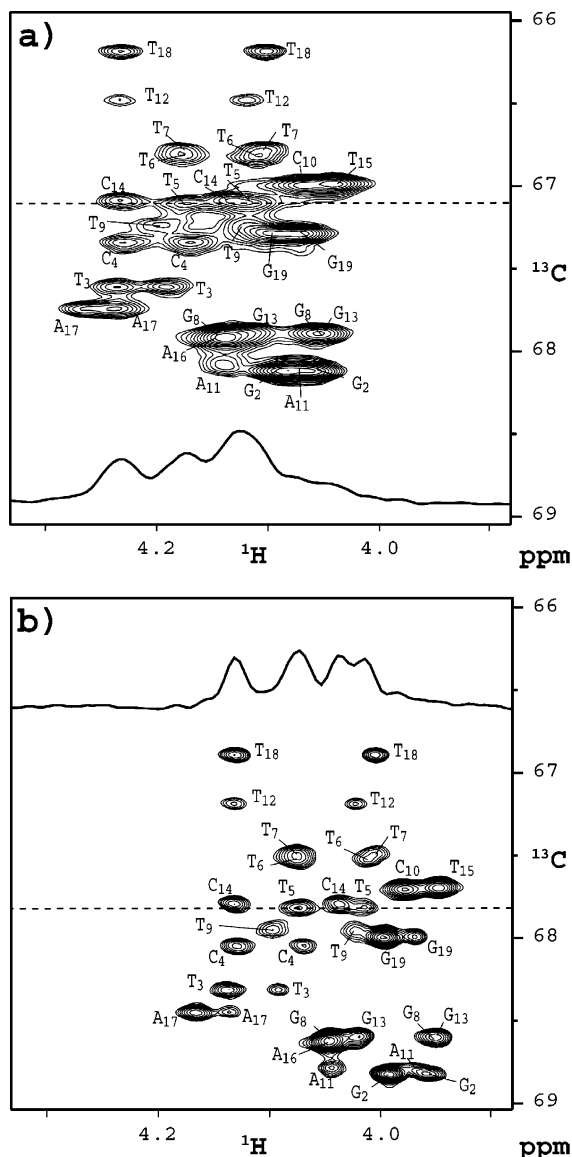 a)
66
T18 T18
T12 T12
T7 T6 T7
T6 C10 T15
C14 T5 C14 T5
67
T9 T9
C4 C4 G19 G19
13C
T3 T3
A17 A17 G8 G13 G8 G13
A16
68
A11 G2 A11 G2
69
4.2 1H 4.0 ppm
b)
66
T18 T18
67
T12 T12
T7 T6 T7
T6 C10 T15
13C
C14 T5 C14 T5
T9
68
C4 C4 T9 G19 G19
T3 T3
A17 A17 G8 G13 G8 G13
A16
A11 A11
G2 G2
69
4.2 1H 4.0 ppm